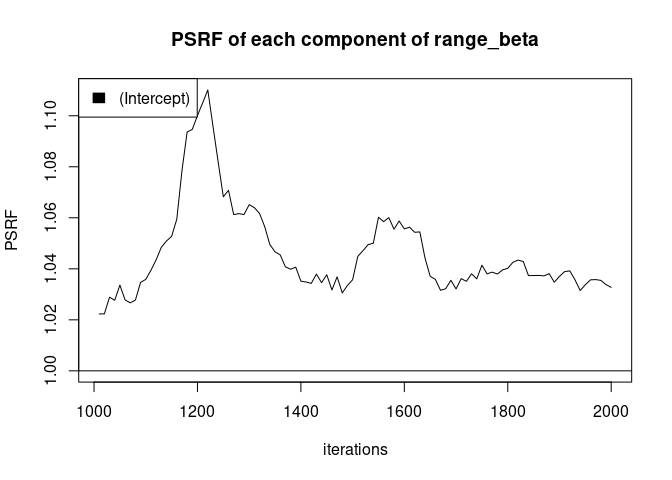 PSRF of each component of range_beta
(Intercept)
PSRF
1.10
1.08
1.06
1.04
1.02
1.00
1000 1200 1400 1600 1800 2000
iterations